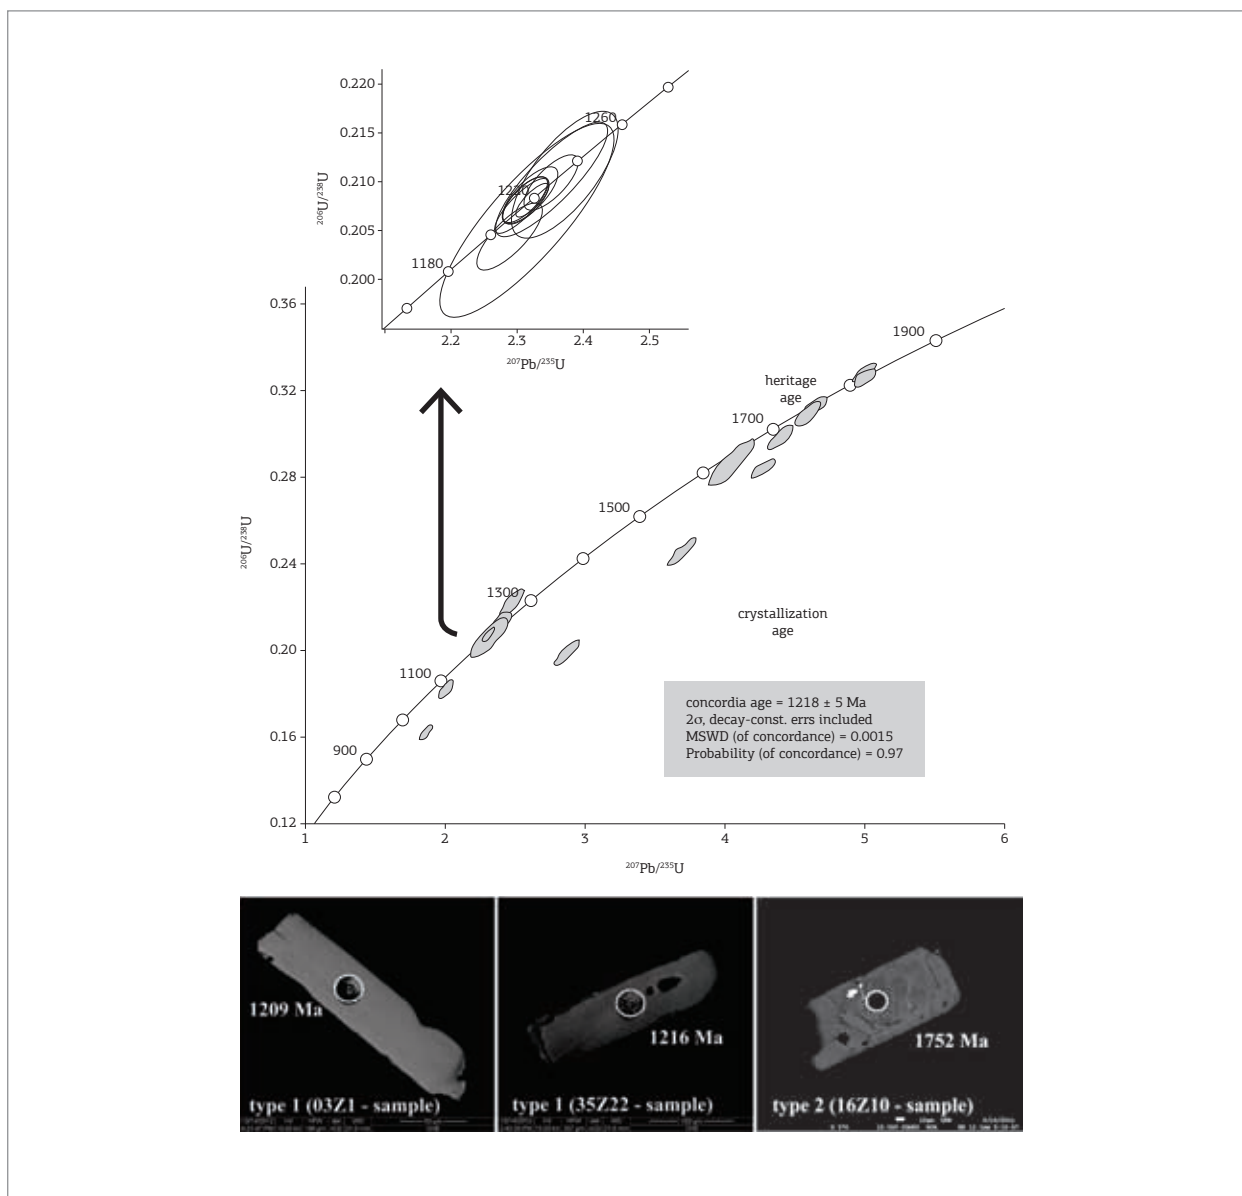 0.220
0.215
0.210
0.205
0.200
²⁰⁶U/²³⁸U
1260
1220
1180
2.2 2.3 2.4 2.5
²⁰⁷Pb/²³⁵U
0.36
0.32
0.28
0.24
0.20
0.16
0.12
²⁰⁶U/²³⁸U
1900
heritage
age
1700
1500
1300
crystallization
age
1100
900
concordia age = 1218 ± 5 Ma
2σ, decay-const. errs included
MSWD (of concordance) = 0.0015
Probability (of concordance) = 0.97
1 2 3 4 5 6
²⁰⁷Pb/²³⁵U
1209 Ma
type 1 (03Z1 - sample)
1216 Ma
type 1 (35Z22 - sample)
1752 Ma
type 2 (16Z10 - sample)